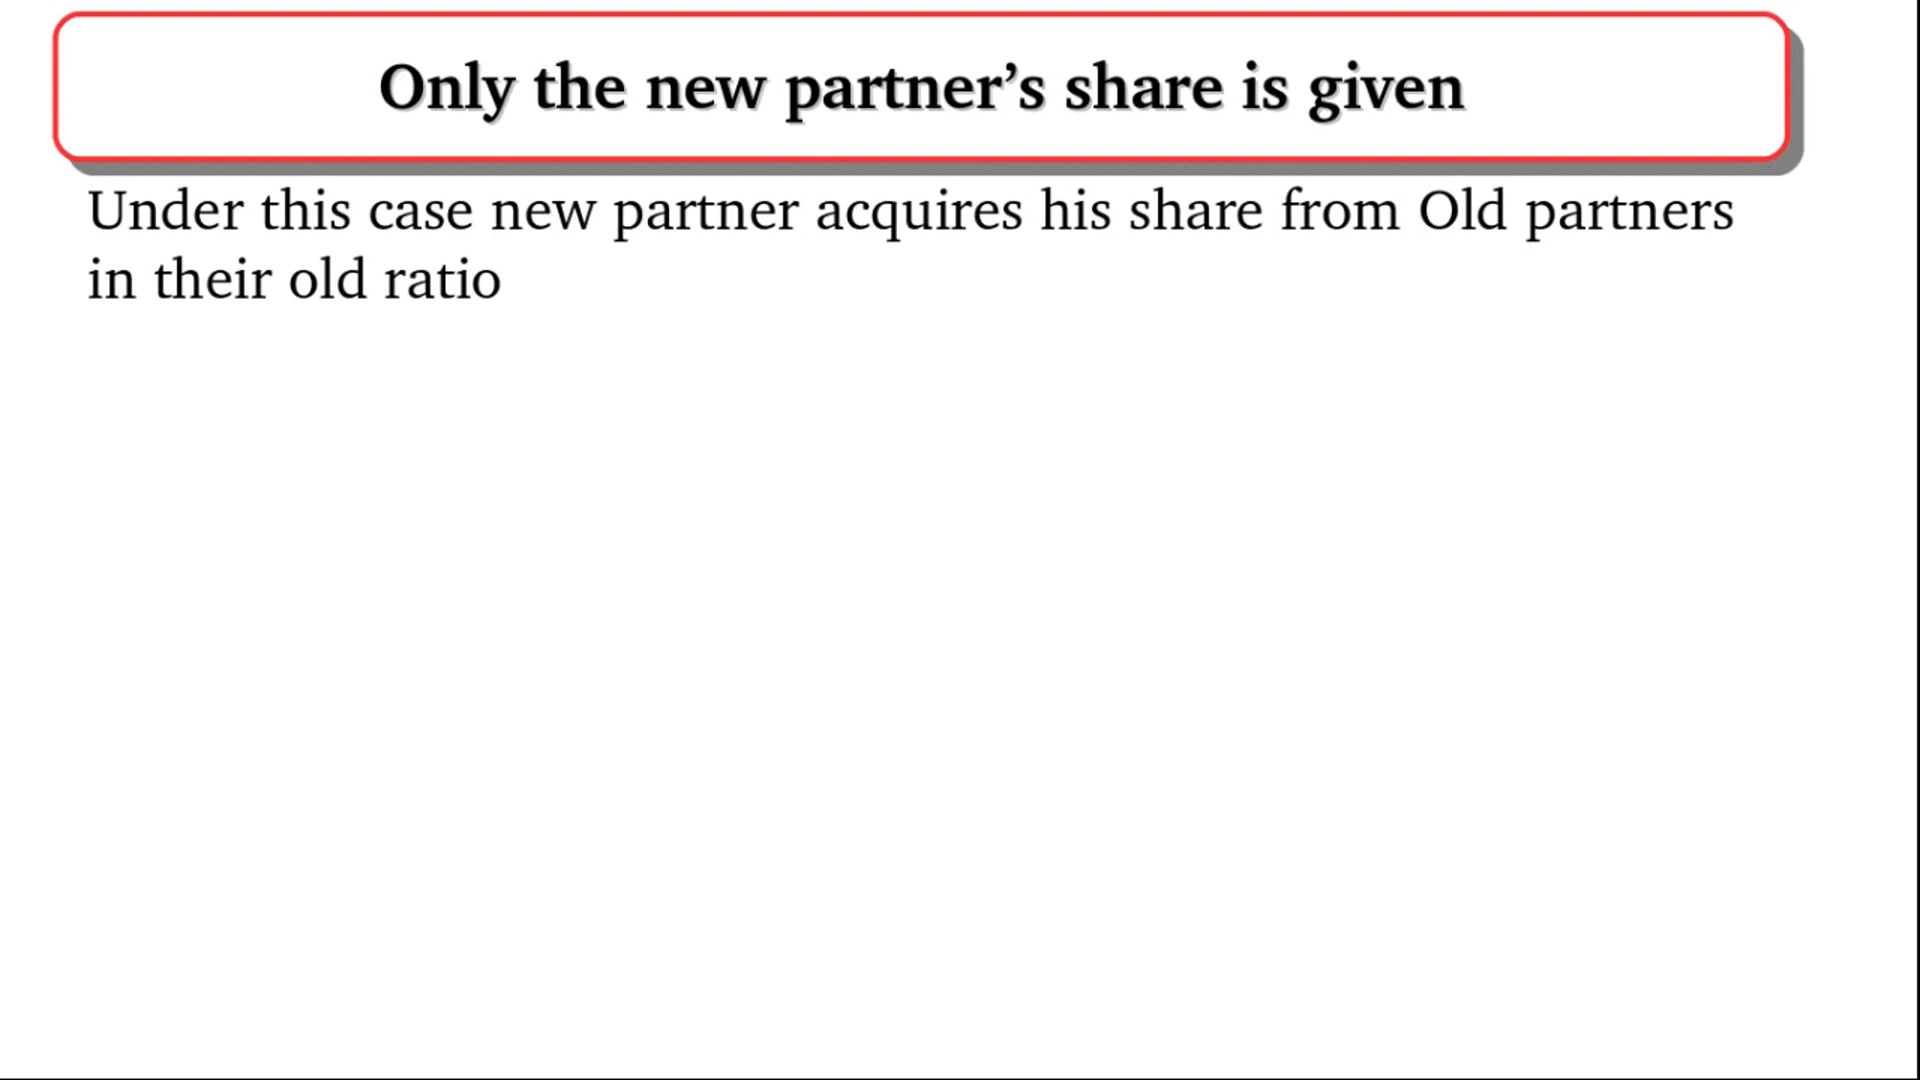 Only the new partner’s share is given
Under this case new partner acquires his share from Old partners
in their old ratio